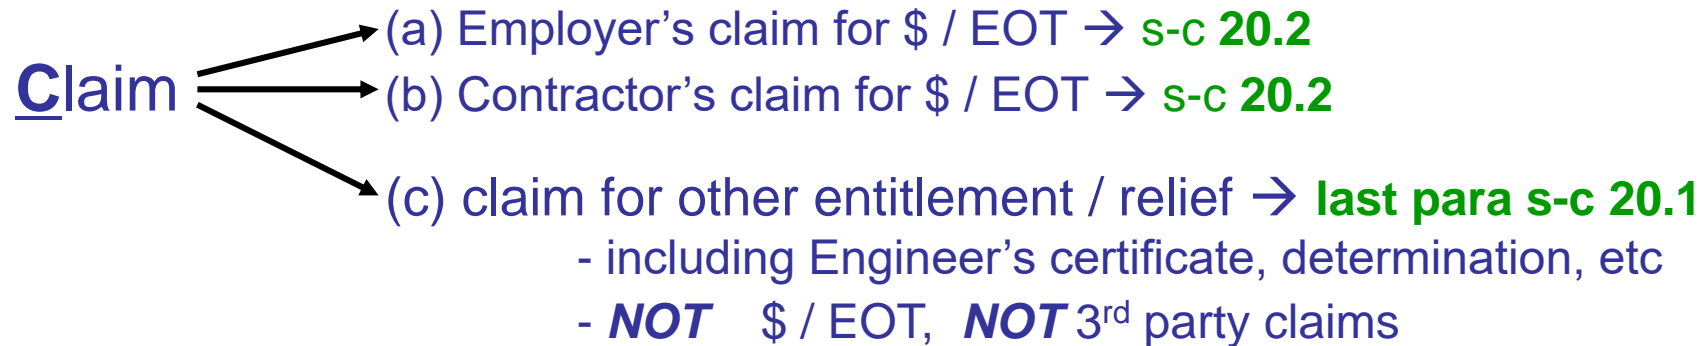 (a) Employer’s claim for $ / EOT → s-c 20.2
Claim
(b) Contractor’s claim for $ / EOT → s-c 20.2
(c) claim for other entitlement / relief → last para s-c 20.1
- including Engineer’s certificate, determination, etc
- NOT $ / EOT, NOT 3rd party claims